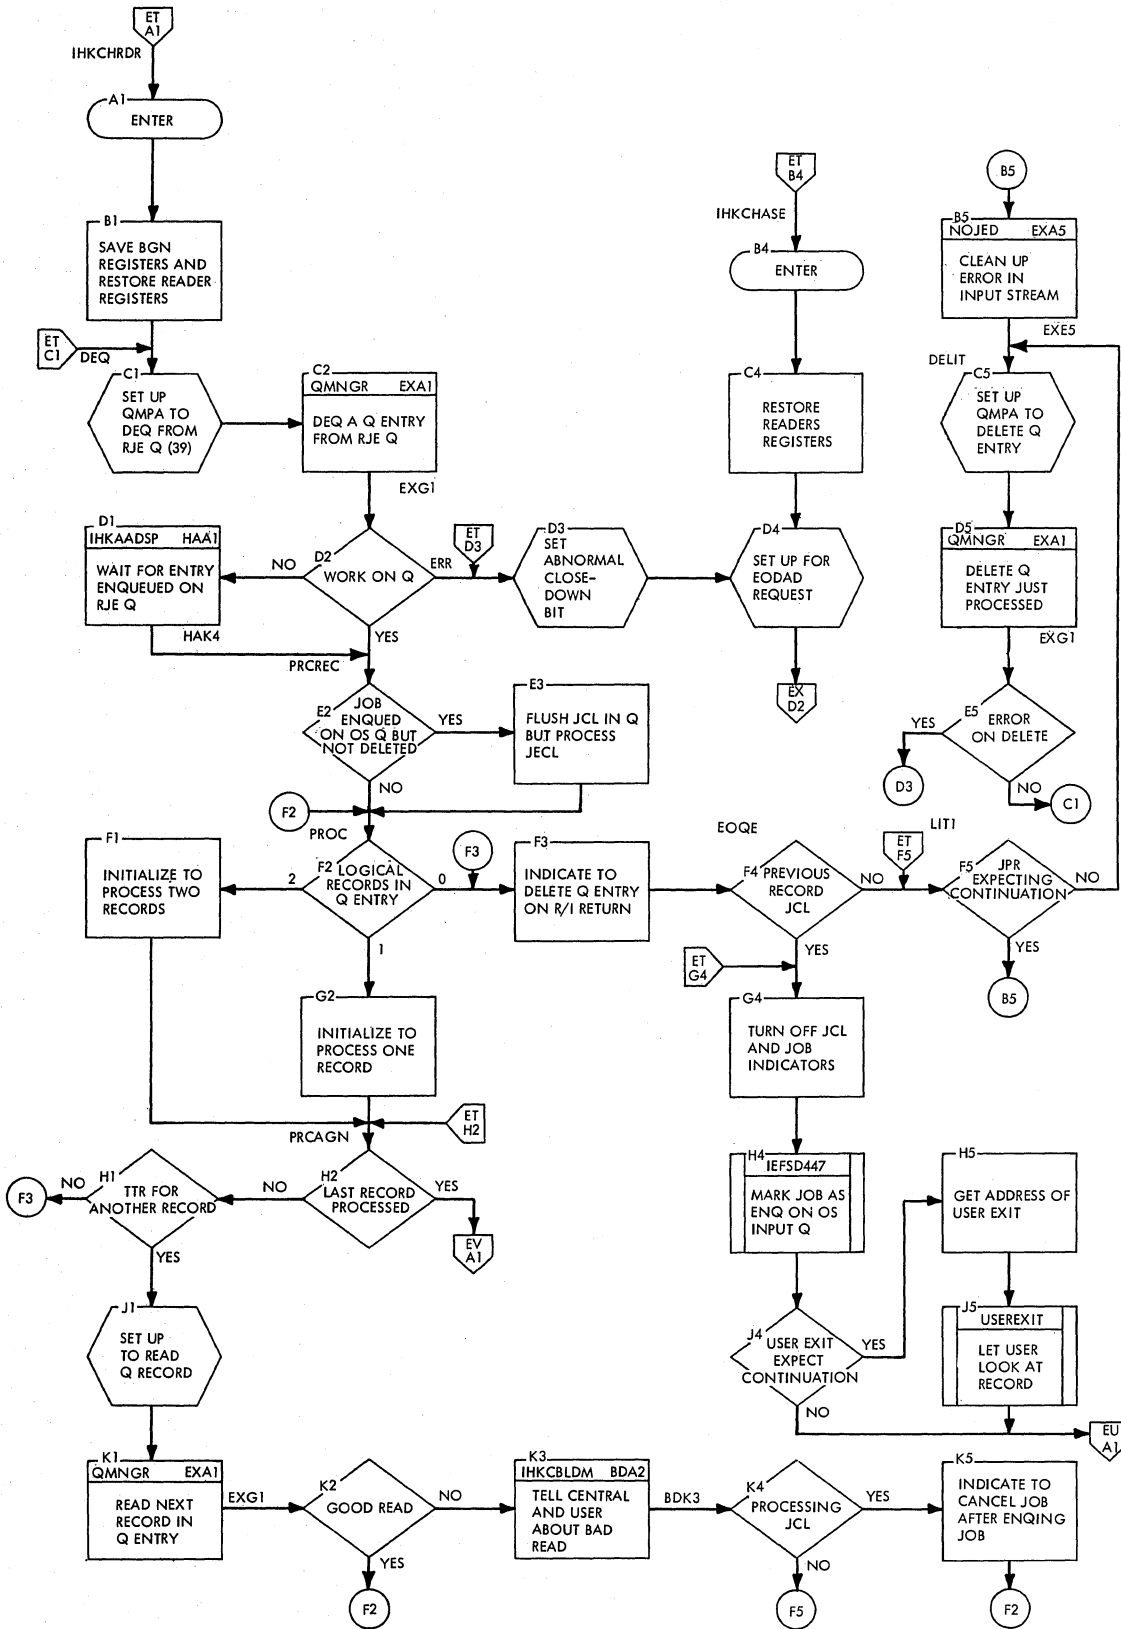 ET
A1
IHKCHRDR
A1
ENTER
ET
B4
B5
B1
SAVE BGN
REGISTERS AND
RESTORE READER
REGISTERS
IHKCHASE
B4
ENTER
B5
NOJED EXA5
CLEAN UP
ERROR IN
INPUT STREAM
EXE5
ET
C1
DEQ
DELIT
C1
SET UP
QMPA TO
DEQ FROM
RJE Q (39)
C2
QMNGR EXA1
DEQ A Q ENTRY
FROM RJE Q
EXG1
C4
RESTORE
READERS
REGISTERS
C5
SET UP
QMPA TO
DELETE Q
ENTRY
D1
IHKAADSP HAA1
WAIT FOR ENTRY
ENQUEUED ON
RJE Q
HAK4
NO
D2
WORK ON Q
ERR
YES
ET
D3
D3
SET
ABNORMAL
CLOSE-
DOWN
BIT
D4
SET UP FOR
EODAD
REQUEST
D5
QMNGR EXA1
DELETE Q
ENTRY JUST
PROCESSED
EXG1
PRCREC
EX
D2
E2
JOB
ENQUED
ON OS Q BUT
NOT DELETED
YES
NO
E3
FLUSH JCL IN Q
BUT PROCESS
JECL
YES
E5
ERROR
ON DELETE
NO
D3
C1
F2
PROC
F3
EOQE
ET
F5
LIT1
F1
INITIALIZE TO
PROCESS TWO
RECORDS
2
F2
LOGICAL
RECORDS IN
Q ENTRY
0
1
F3
INDICATE TO
DELETE Q ENTRY
ON R/I RETURN
F4
PREVIOUS
RECORD
JCL
NO
YES
F5
JPR
EXPECTING
CONTINUATION
NO
YES
B5
ET
G4
G2
INITIALIZE TO
PROCESS ONE
RECORD
G4
TURN OFF JCL
AND JOB
INDICATORS
PRCAGN
ET
H2
F3
NO
H1
TTR FOR
ANOTHER RECORD
YES
NO
H2
LAST RECORD
PROCESSED
YES
EV
A1
H4
IEFSD447
MARK JOB AS
ENQ ON OS
INPUT Q
H5
GET ADDRESS OF
USER EXIT
J1
SET UP
TO READ
Q RECORD
J4
USER EXIT
EXPECT
CONTINUATION
YES
NO
J5
USEREXIT
LET USER
LOOK AT
RECORD
EU
A1
K1
QMNGR EXA1
READ NEXT
RECORD IN
Q ENTRY
EXG1
K2
GOOD READ
NO
YES
F2
K3
IHKCBLDM BDA2
TELL CENTRAL
AND USER
ABOUT BAD
READ
BDK3
K4
PROCESSING
JCL
YES
NO
F5
K5
INDICATE TO
CANCEL JOB
AFTER ENQING
JOB
F2